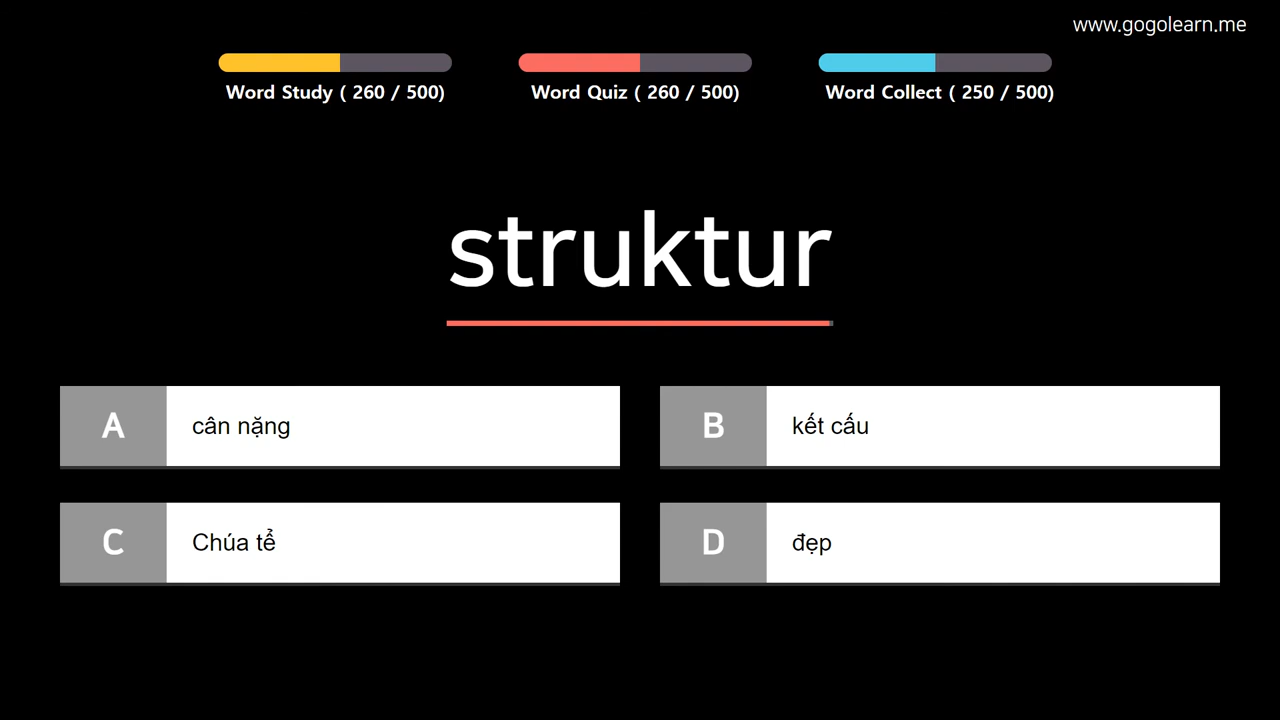 www.gogolearn.me
Word Study ( 260 / 500)
Word Quiz ( 260 / 500)
Word Collect ( 250 / 500)
struktur
A cân nặng
B kết cấu
C Chúa tể
D đẹp